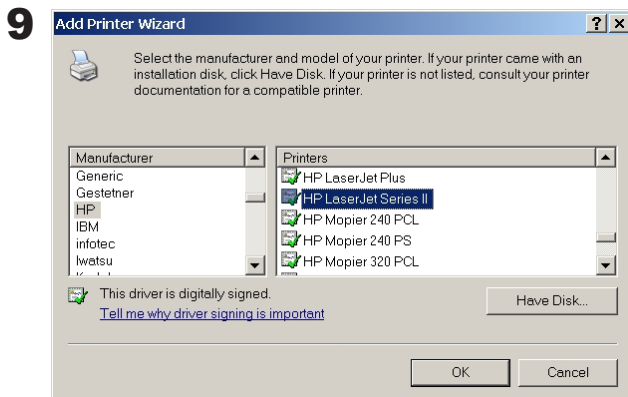 9
Add Printer Wizard
Select the manufacturer and model of your printer. If your printer came with an
installation disk, click Have Disk. If your printer is not listed, consult your printer
documentation for a compatible printer.
Manufacturer
Generic
Gestetner
HP
IBM
infotec
Iwatsu
Printers
HP LaserJet Plus
HP LaserJet Series II
HP Mopier 240 PCL
HP Mopier 240 PS
HP Mopier 320 PCL
This driver is digitally signed.
Tell me why driver signing is important
Have Disk...
OK
Cancel